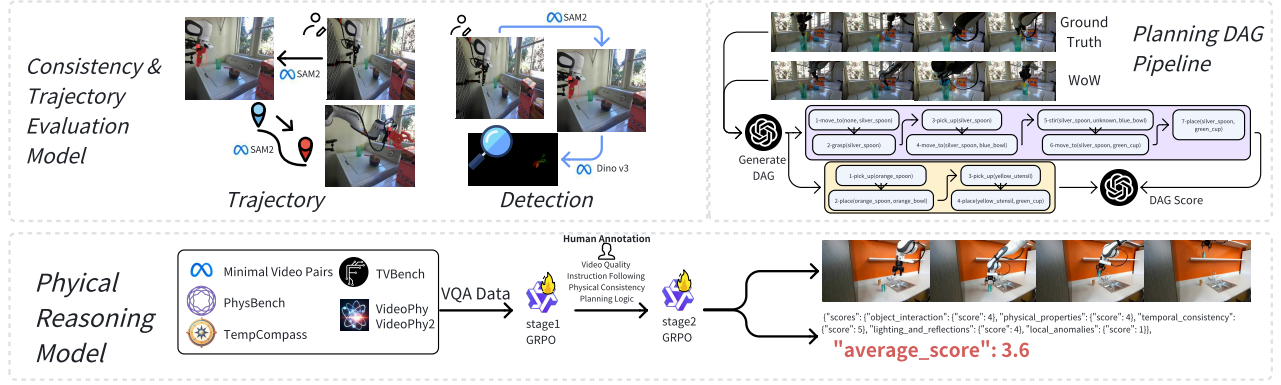 Consistency &
Trajectory
Evaluation
Model
SAM2
SAM2
Trajectory
SAM2
Dino v3
Detection
Ground
Truth
WoW
Planning DAG
Pipeline
Generate
DAG
1-move_to(none, silver_spoon)
2-grasp(silver_spoon)
3-pick_up(silver_spoon)
4-move_to(silver_spoon, blue_bowl)
5-stir(silver_spoon, unknown, blue_bowl)
6-move_to(silver_spoon, green_cup)
7-place(silver_spoon,
green_cup)
1-pick_up(orange_spoon)
2-place(orange_spoon, orange_bowl)
3-pick_up(yellow_utensil)
4-place(yellow_utensil, green_cup)
DAG Score
Phyical
Reasoning
Model
Minimal Video Pairs
PhysBench
TempCompass
TVBench
VideoPhy
VideoPhy2
VQA Data
stage1
GRPO
Human Annotation
Video Quality
Instruction Following
Physical Consistency
Planning Logic
stage2
GRPO
{"scores": {"object_interaction": {"score": 4}, "physical_properties": {"score": 4}, "temporal_consistency":
{"score": 5}, "lighting_and_reflections": {"score": 4}, "local_anomalies": {"score": 1}},
"average_score": 3.6